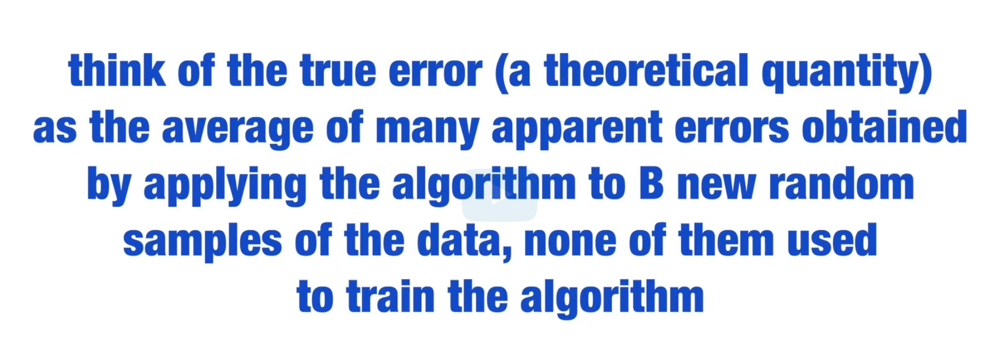 think of the true error (a theoretical quantity)
as the average of many apparent errors obtained
by applying the algorithm to B new random
samples of the data, none of them used
to train the algorithm